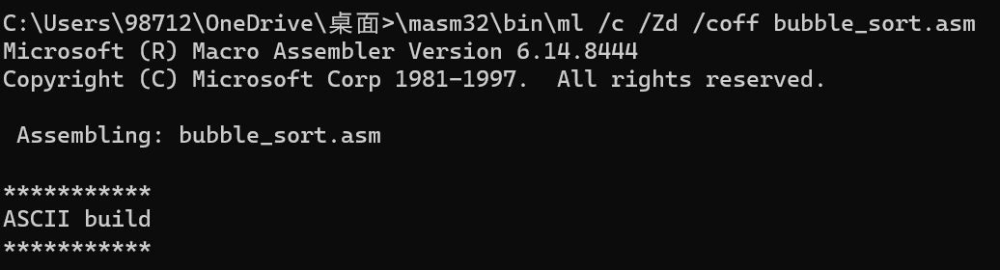 C:\Users\98712\OneDrive\桌面>\masm32\bin\ml /c /Zd /coff bubble_sort.asm
Microsoft (R) Macro Assembler Version 6.14.8444
Copyright (C) Microsoft Corp 1981-1997.  All rights reserved.
 Assembling: bubble_sort.asm
***********
ASCII build
***********